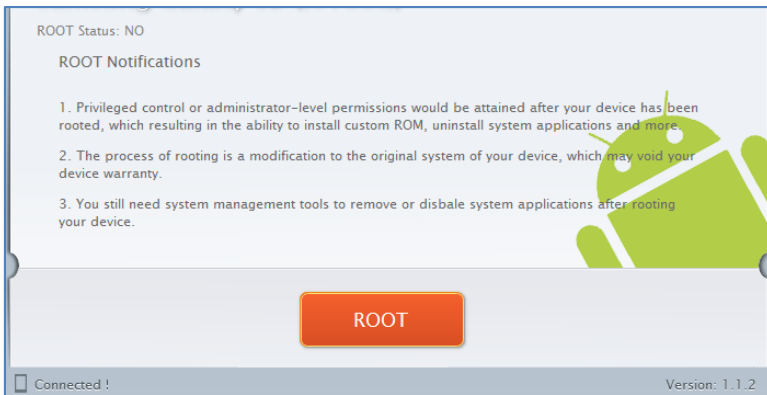 ROOT Status: NO
ROOT Notifications
1. Privileged control or administrator-level permissions would be attained after your device has been
rooted, which resulting in the ability to install custom ROM, uninstall system applications and more.
2. The process of rooting is a modification to the original system of your device, which may void your
device warranty.
3. You still need system management tools to remove or disbale system applications after rooting
your device.
ROOT
Connected !
Version: 1.1.2